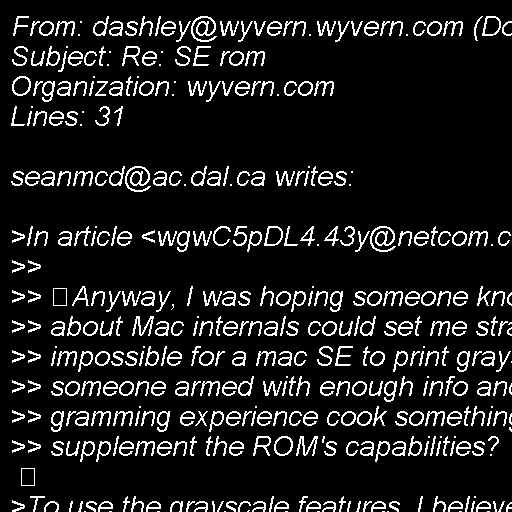 From: dashley@wyvern.wyvern.com (Do
Subject: Re: SE rom
Organization: wyvern.com
Lines: 31

seanmcd@ac.dal.ca writes:

>In article <wgwC5pDL4.43y@netcom.c
>>
>> Anyway, I was hoping someone kno
>> about Mac internals could set me stra
>> impossible for a mac SE to print grays
>> someone armed with enough info and
>> gramming experience cook something
>> supplement the ROM's capabilities?

>To use the grayscale features, I believe